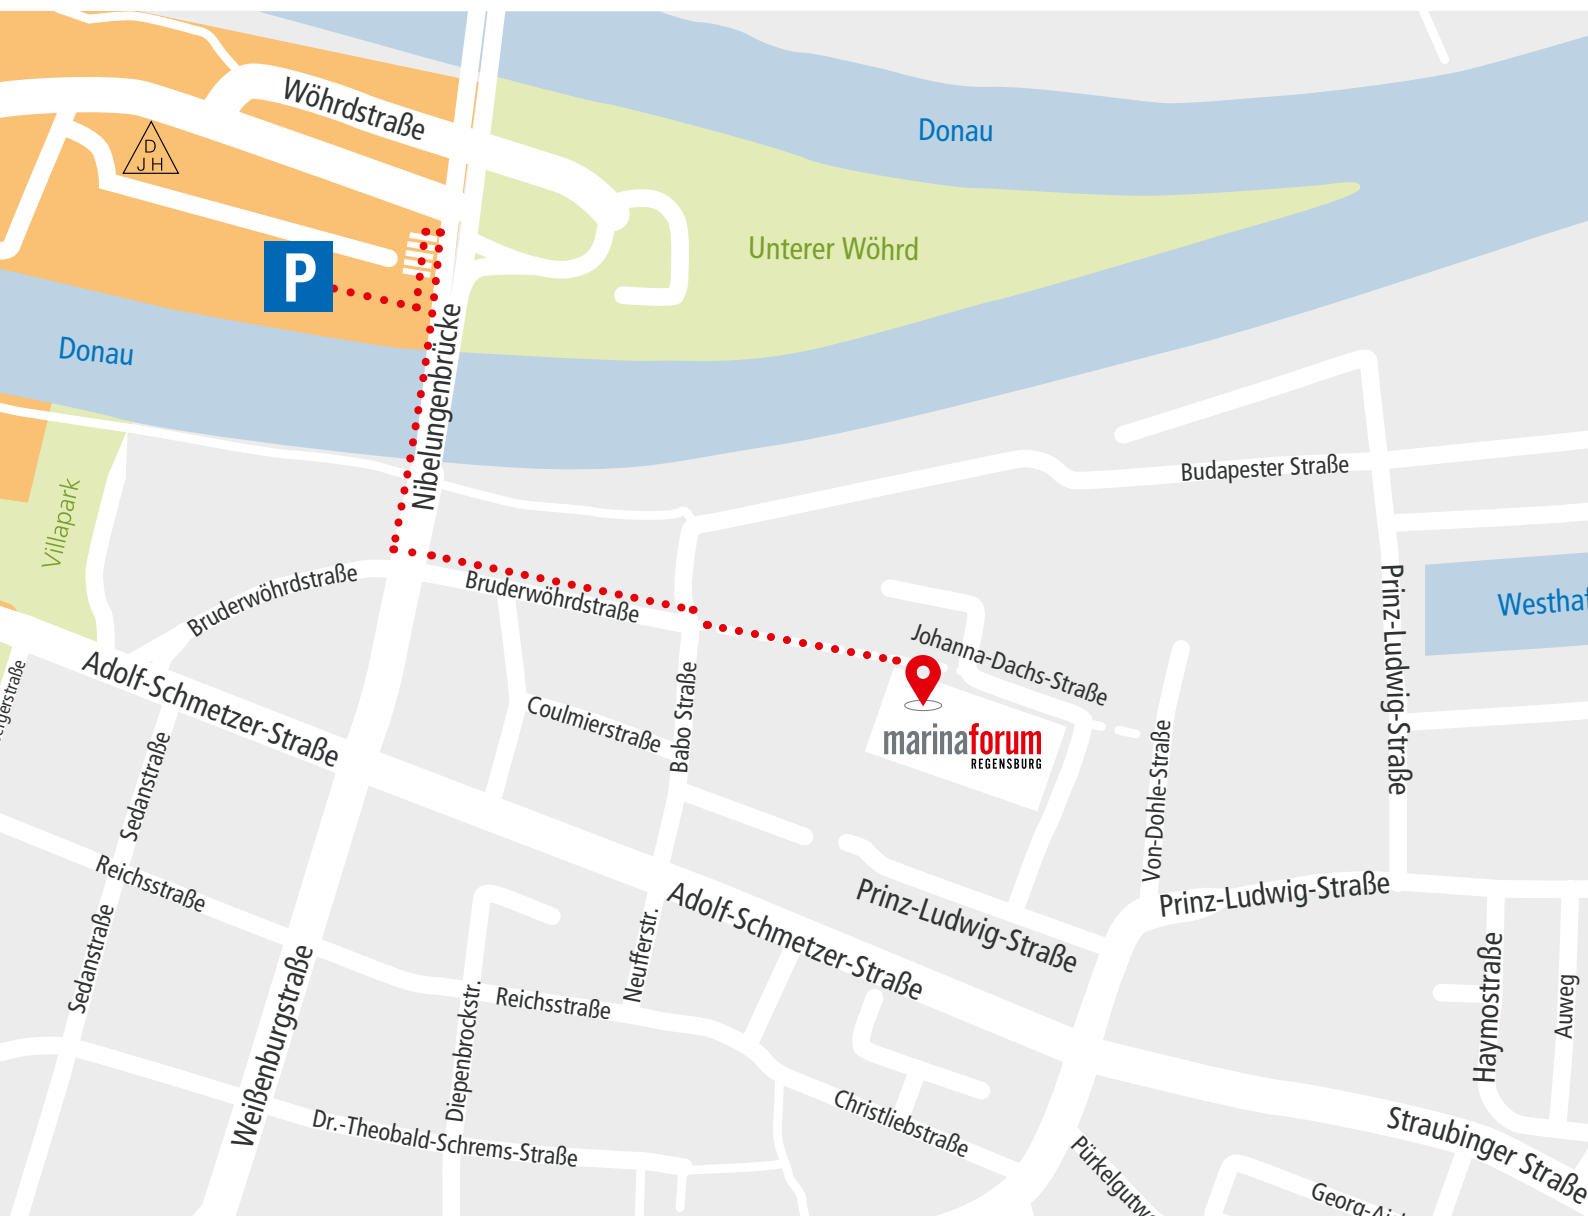 Wöhrdstraße
Donau
D
J H
Unterer Wöhrd
P
Donau
Nibelungenbrücke
Budapester Straße
Villapark
Bruderwöhrdstraße
Bruderwöhrdstraße
Prinz-Ludwig-Straße
Westhaf
Johanna-Dachs-Straße
Adolf-Schmetzer-Straße
Coulmierstraße
Babo Straße
marinaforum
REGENSBURG
Von-Dohle-Straße
Sedanstraße
Reichsstraße
Prinz-Ludwig-Straße
Prinz-Ludwig-Straße
Adolf-Schmetzer-Straße
Neufferstr.
Sedanstraße
Weißenburgstraße
Diepenbrockstr.
Reichsstraße
Haymostraße
Auweg
Dr.-Theobald-Schrems-Straße
Christliebstraße
Straubinger Straße
Pürkelgutwe